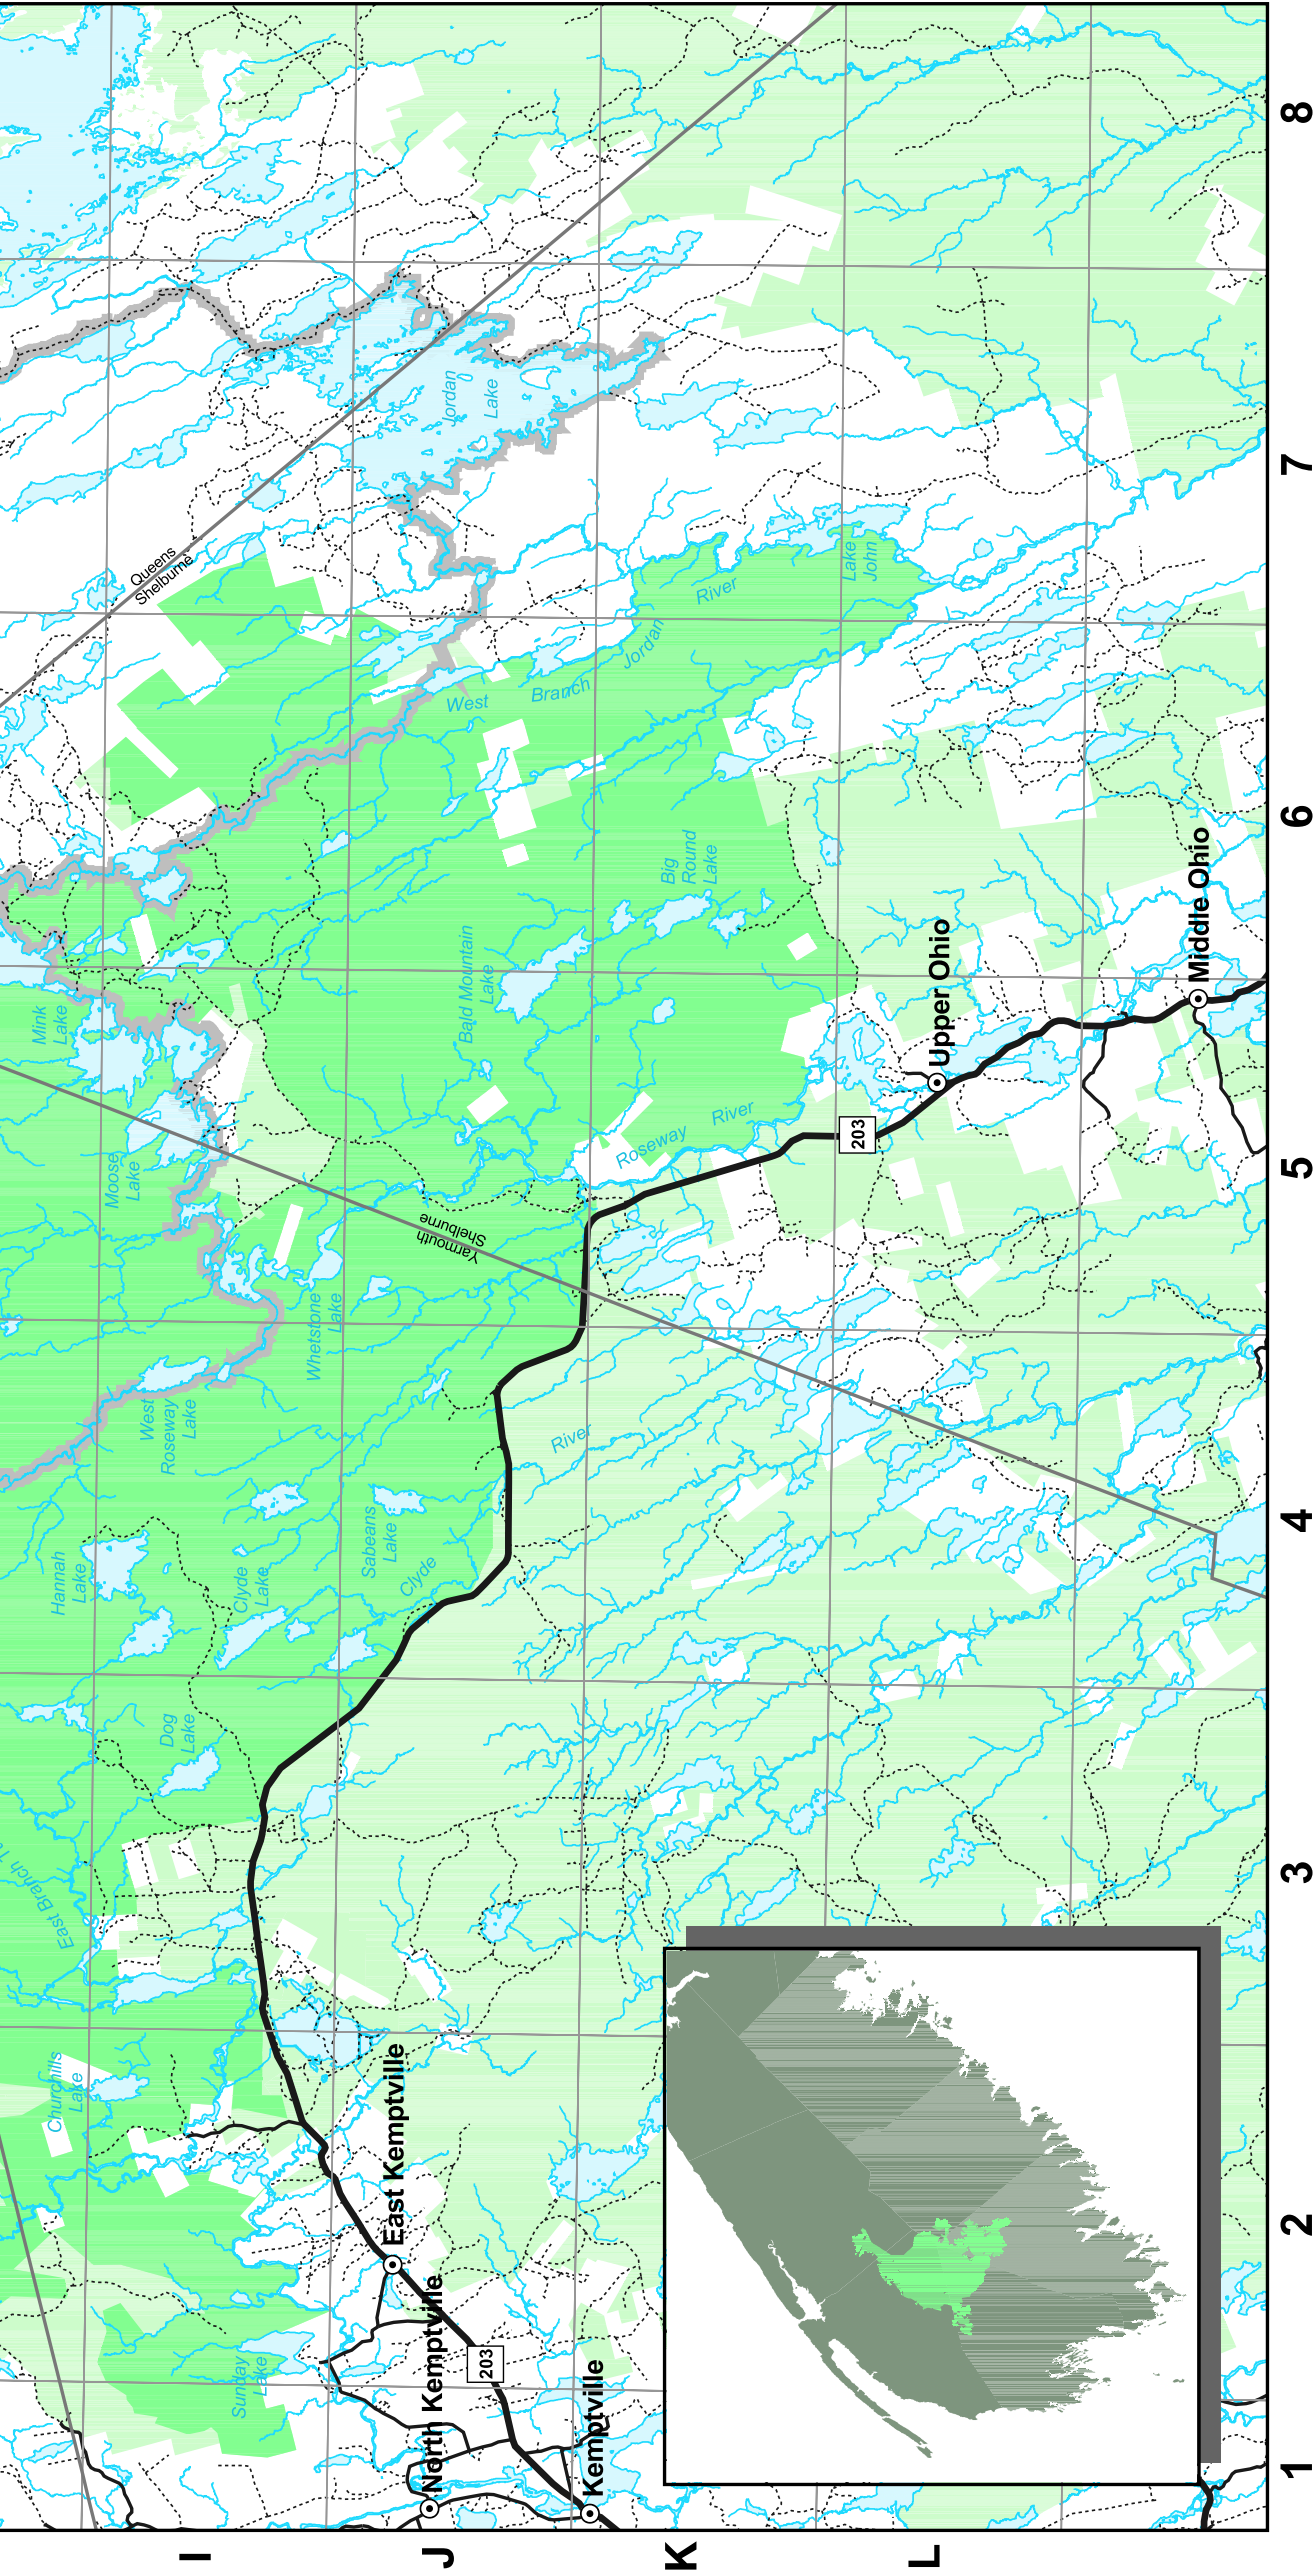 Mink
Lake
Moose
Lake
West
Roseway
Lake
Hannah
Lake
Clyde
Lake
Dog
Lake
East Branch
Churchills
Lake
Sunday
Lake
Whetstone
Lake
Sabeans
Lake
Clyde
River
Yarmouth
Shelburne
Queens
Shelburne
Jordan
Lake
West
Branch
Jordan
River
Lake
John
Big
Round
Lake
Bald Mountain
Lake
Roseway
River
203
Upper Ohio
Middle Ohio
East Kemptville
North Kemptville
203
Kemptville
I
J
K
L
1
2
3
4
5
6
7
8